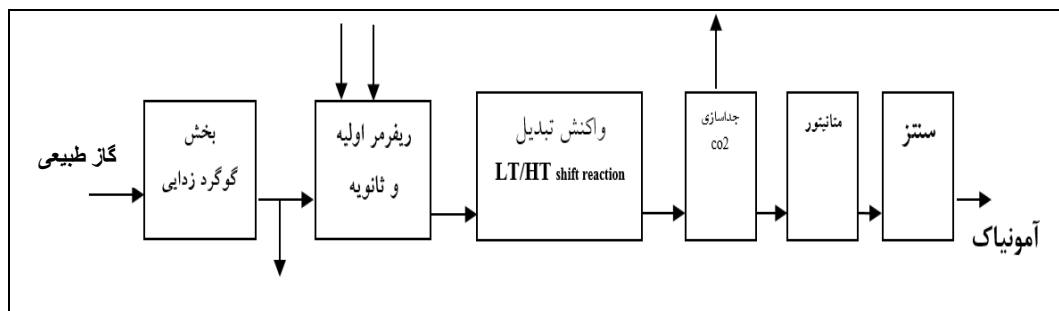 گاز طبیعی
بخش
گوگرد زدایی
ریفرمر اولیه
و ثانویه
واکنش تبدیل
LT/HT shift reaction
جداسازی
co2
متانیتور
سنتز
آمونیاک